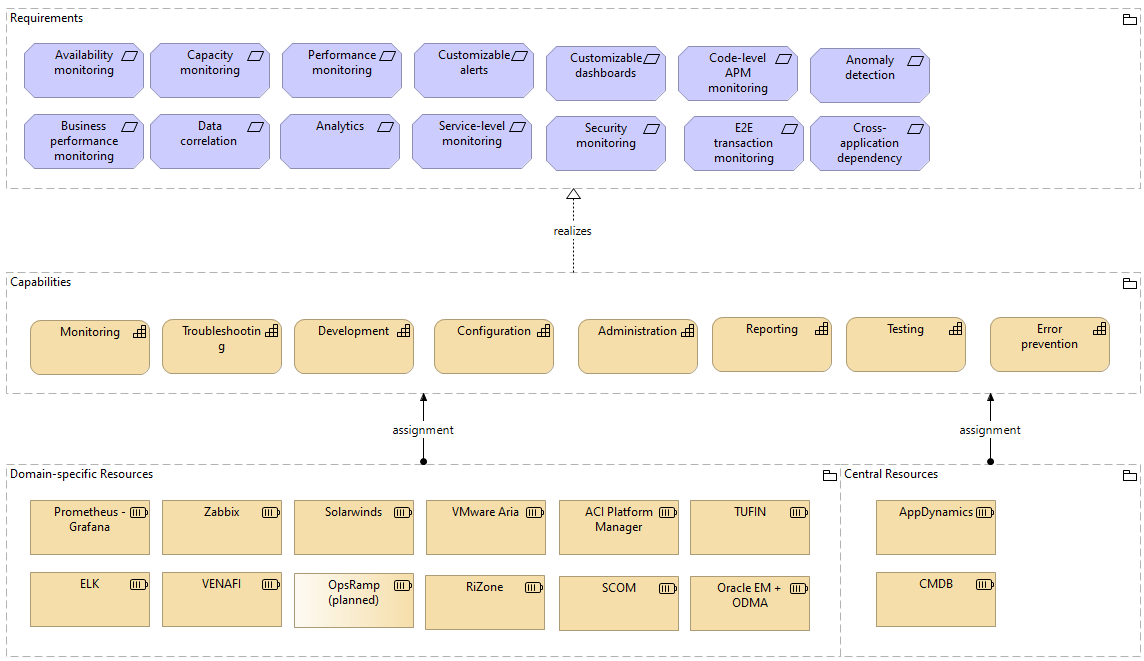 Requirements
Availability
monitoring
Capacity
monitoring
Performance
monitoring
Customizable
alerts
Customizable
dashboards
Code-level
APM
monitoring
Anomaly
detection
Business
performance
monitoring
Data
correlation
Analytics
Service-level
monitoring
Security
monitoring
E2E
transaction
monitoring
Cross-
application
dependency
realizes
Capabilities
Monitoring
Troubleshootin
g
Development
Configuration
Administration
Reporting
Testing
Error
prevention
assignment
assignment
Domain-specific Resources
Prometheus -
Grafana
Zabbix
Solarwinds
VMware Aria
ACI Platform
Manager
TUFIN
ELK
VENAFI
OpsRamp
(planned)
RiZone
SCOM
Oracle EM +
ODMA
Central Resources
AppDynamics
CMDB